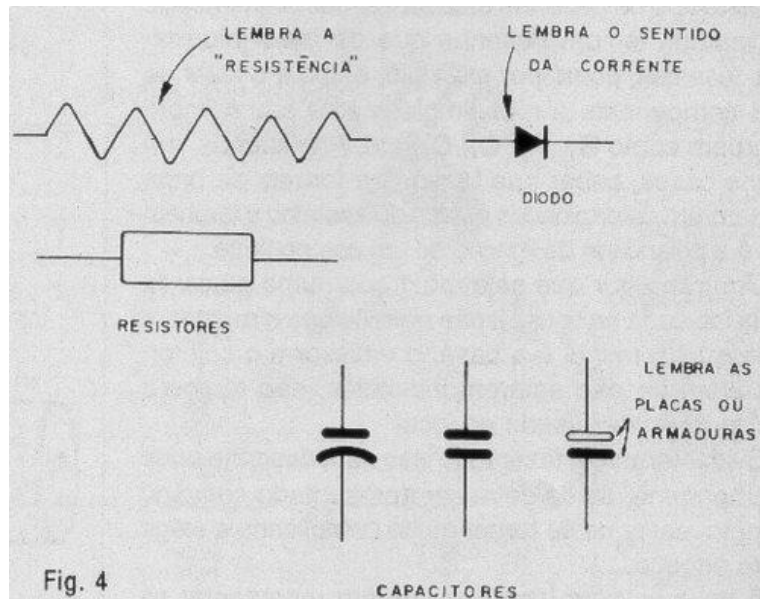 LEMBRA A
"RESISTÊNCIA"
LEMBRA O SENTIDO
DA CORRENTE
DIODO
RESISTORES
LEMBRA AS
PLACAS OU
ARMADURAS
Fig. 4
CAPACITORES